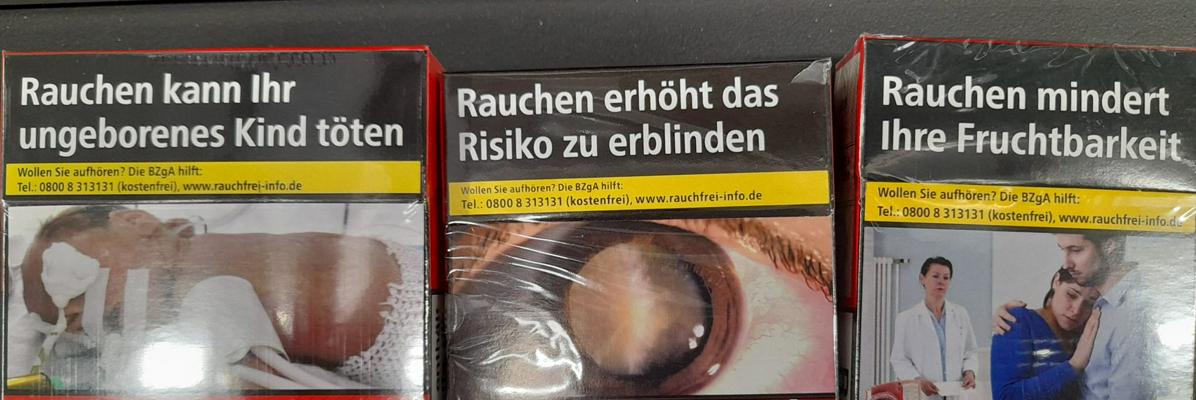 Rauchen kann Ihr
ungeborenes Kind töten
Wollen Sie aufhören? Die BZgA hilft:
Tel.: 0800 8 313131 (kostenfrei), www.rauchfrei-info.de
Rauchen erhöht das
Risiko zu erblinden
Wollen Sie aufhören? Die BZgA hilft:
Tel.: 0800 8 313131 (kostenfrei), www.rauchfrei-info.de
Rauchen mindert
Ihre Fruchtbarkeit
Wollen Sie aufhören? Die BZgA hilft:
Tel.: 0800 8 313131 (kostenfrei), www.rauchfrei-info.de